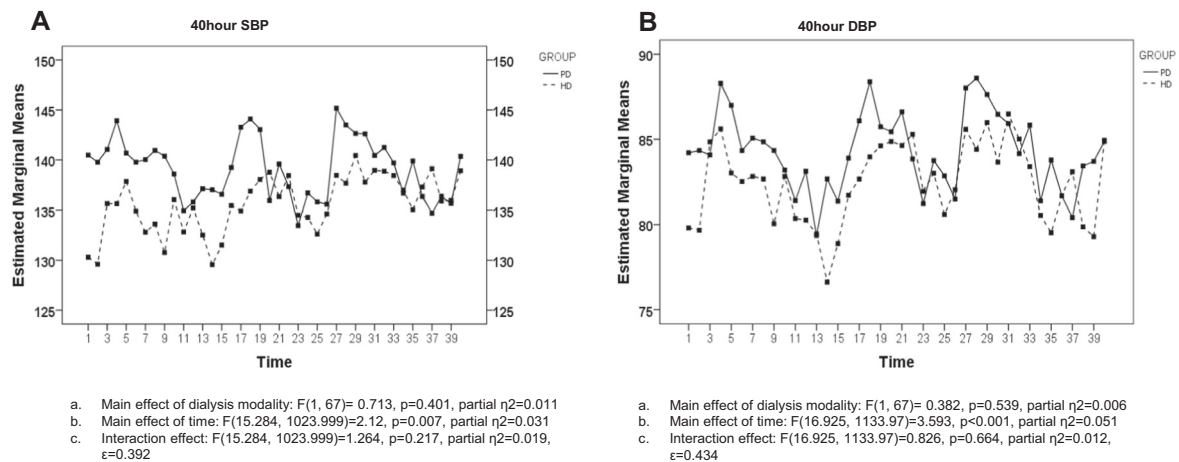 A
40hour SBP
Estimated Marginal Means
150
145
140
135
130
125
150
145
140
135
130
125
1 3 5 7 9 11 13 15 17 19 21 23 25 27 29 31 33 35 37 39
Time
GROUP
PD
HD
a. Main effect of dialysis modality: F(1, 67)= 0.713, p=0.401, partial η2=0.011
b. Main effect of time: F(15.284, 1023.999)=2.12, p=0.007, partial η2=0.031
c. Interaction effect: F(15.284, 1023.999)=1.264, p=0.217, partial η2=0.019,
ε=0.392
B
40hour DBP
Estimated Marginal Means
90
85
80
75
1 3 5 7 9 11 13 15 17 19 21 23 25 27 29 31 33 35 37 39
Time
GROUP
PD
HD
a. Main effect of dialysis modality: F(1, 67)= 0.382, p=0.539, partial η2=0.006
b. Main effect of time: F(16.925, 1133.97)=3.593, p<0.001, partial η2=0.051
c. Interaction effect: F(16.925, 1133.97)=0.826, p=0.664, partial η2=0.012,
ε=0.434